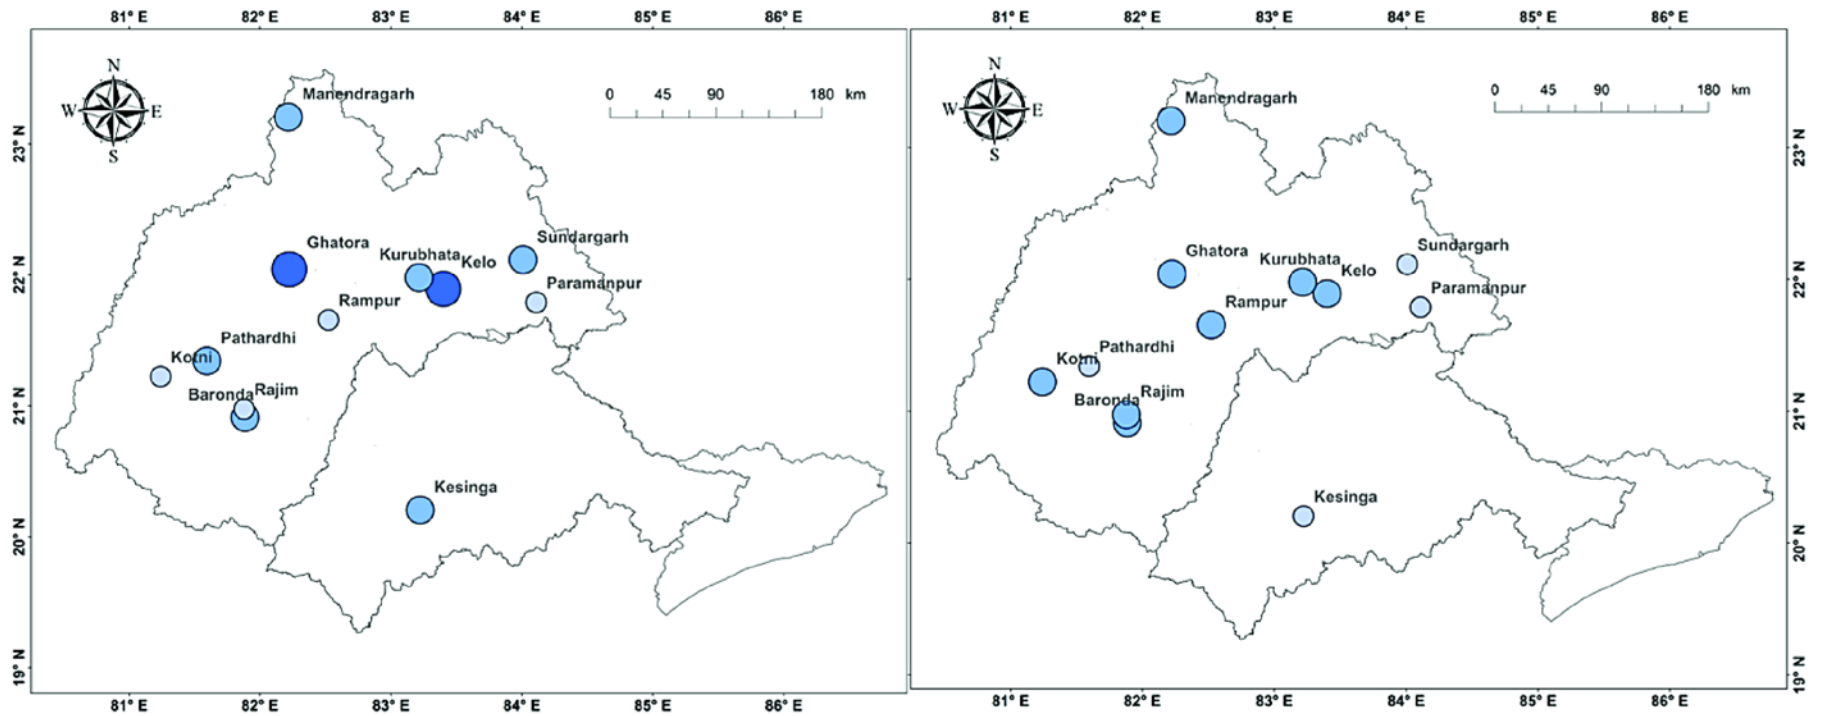 81° E 82° E 83° E 84° E 85° E 86° E
N
W E
S
0 45 90 180 km
23° N
22° N
21° N
20° N
19° N
Manendragarh
Ghatora
Kurubhata
Kelo
Sundargarh
Paramanpur
Rampur
Pathardhi
Kotni
Baronda
Rajim
Kesinga
81° E 82° E 83° E 84° E 85° E 86° E
81° E 82° E 83° E 84° E 85° E 86° E
N
W E
S
0 45 90 180 km
Manendragarh
Ghatora
Kurubhata
Kelo
Sundargarh
Paramanpur
Rampur
Pathardhi
Kotni
Baronda
Rajim
Kesinga
23° N
22° N
21° N
20° N
19° N
81° E 82° E 83° E 84° E 85° E 86° E